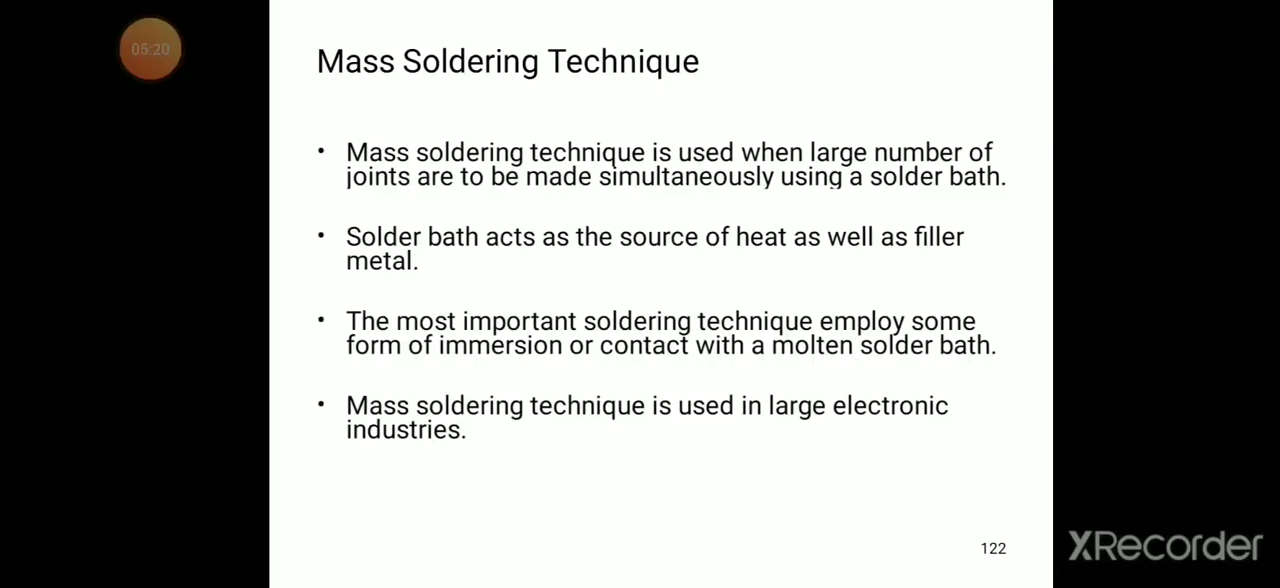 05:20
Mass Soldering Technique
• Mass soldering technique is used when large number of
joints are to be made simultaneously using a solder bath.
• Solder bath acts as the source of heat as well as filler
metal.
• The most important soldering technique employ some
form of immersion or contact with a molten solder bath.
• Mass soldering technique is used in large electronic
industries.
122
XRecorder